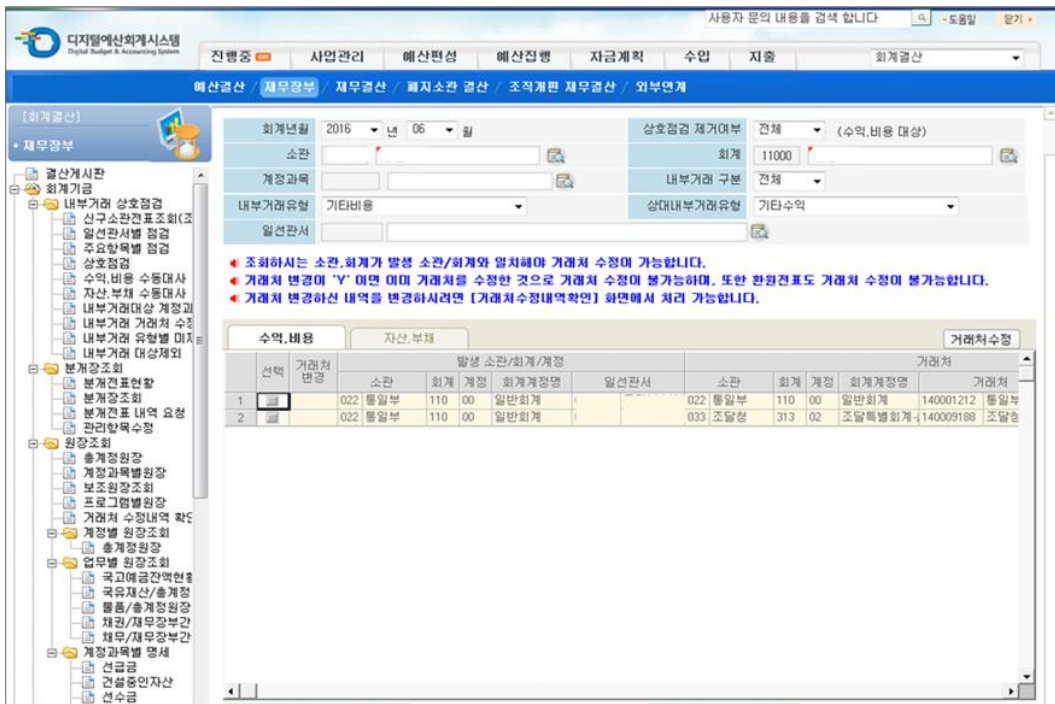 사용자 문의 내용을 검색 합니다 도움말 닫기
디지털예산회계시스템
Digital Budget & Accounting System
진행중 사업관리 예산편성 예산집행 자금계획 수입 지출 회계결산
예산결산 / 재무장부 / 재무결산 / 폐지소관 결산 / 조직개편 재무결산 / 외부연계
[회계결산]
• 재무장부
결산게시판
회계기금
내부거래 상호점검
신구소관전표조회(조
일선관서별 점검
주요항목별 점검
상호점검
수익,비용 수동대사
자산,부채 수동대사
내부거래대상 계정과
내부거래 거래처 수정
내부거래 유형별 미지
내부거래 대상제외
분개장조회
분개전표현황
분개장조회
분개전표 내역 요청
관리항목수정
원장조회
총계정원장
계정과목별원장
보조원장조회
프로그램별원장
거래처 수정내역 확인
계정별 원장조회
총계정원장
업무별 원장조회
국고예금잔액현황
국유재산/총계정
물품/총계정원장
채권/재무장부간
채무/재무장부간
계정과목별 명세
선급금
건설중인자산
선수금
회계년월 2016 년 06 월 상호점검 제거여부 전체 (수익,비용 대상)
소관 회계 11000
계정과목 내부거래 구분 전체
내부거래유형 기타비용 상대내부거래유형 기타수익
일선관서
조회하시는 소관,회계가 발생 소관/회계와 일치해야 거래처 수정이 가능합니다.
거래처 변경이 'Y' 이면 이미 거래처를 수정한 것으로 거래처 수정이 불가능하며, 또한 환원전표도 거래처 수정이 불가능합니다.
거래처 변경하신 내역을 변경하시려면 [거래처수정내역확인] 화면에서 처리 가능합니다.
수익,비용 자산,부채 거래처수정
선택 거래처 변경 발생 소관/회계/계정 거래처
소관 회계 계정 회계계정명 일선관서 소관 회계 계정 회계계정명 거래처
1 022 통일부 110 00 일반회계 022 통일부 110 00 일반회계 140001212 통일부
2 022 통일부 110 00 일반회계 033 조달청 313 02 조달특별회계- 140009188 조달청